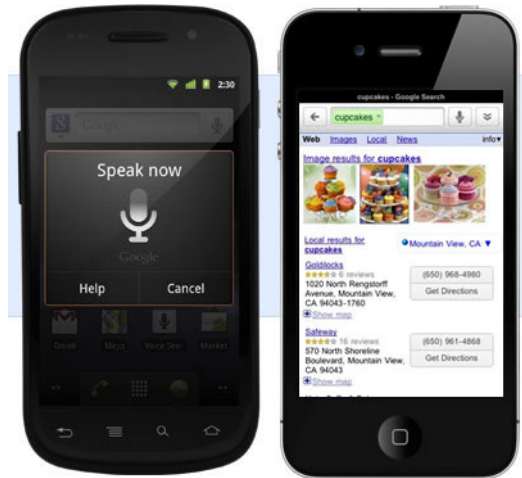 2:30
Google
Speak now
Google
Help
Cancel
Gmail
Maps
Voice Sear
Market
cupcakes - Google Search
cupcakes
Web Images Local News info▾
Image results for cupcakes
Local results for cupcakes
Mountain View, CA ▼
Goldilocks
6 reviews
1020 North Rengstorff
Avenue, Mountain View,
CA 94043-1760
Show map
(650) 968-4980
Get Directions
Safeway
16 reviews
570 North Shoreline
Boulevard, Mountain View,
CA 94043
Show map
(650) 961-4868
Get Directions